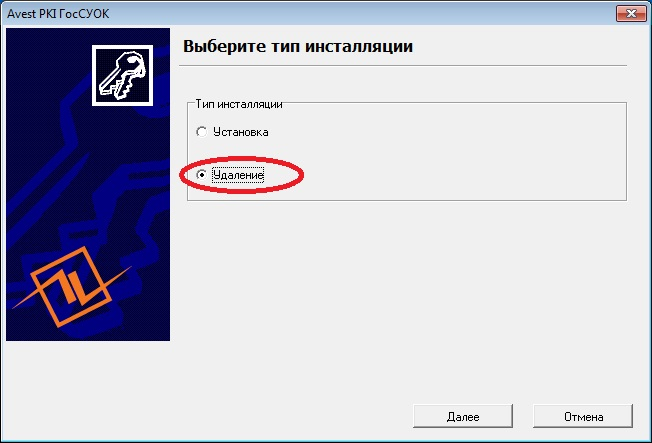 Avest PKI ГосСУОК
Выберите тип инсталляции
Тип инсталляции
Установка
Удаление
Далее
Отмена